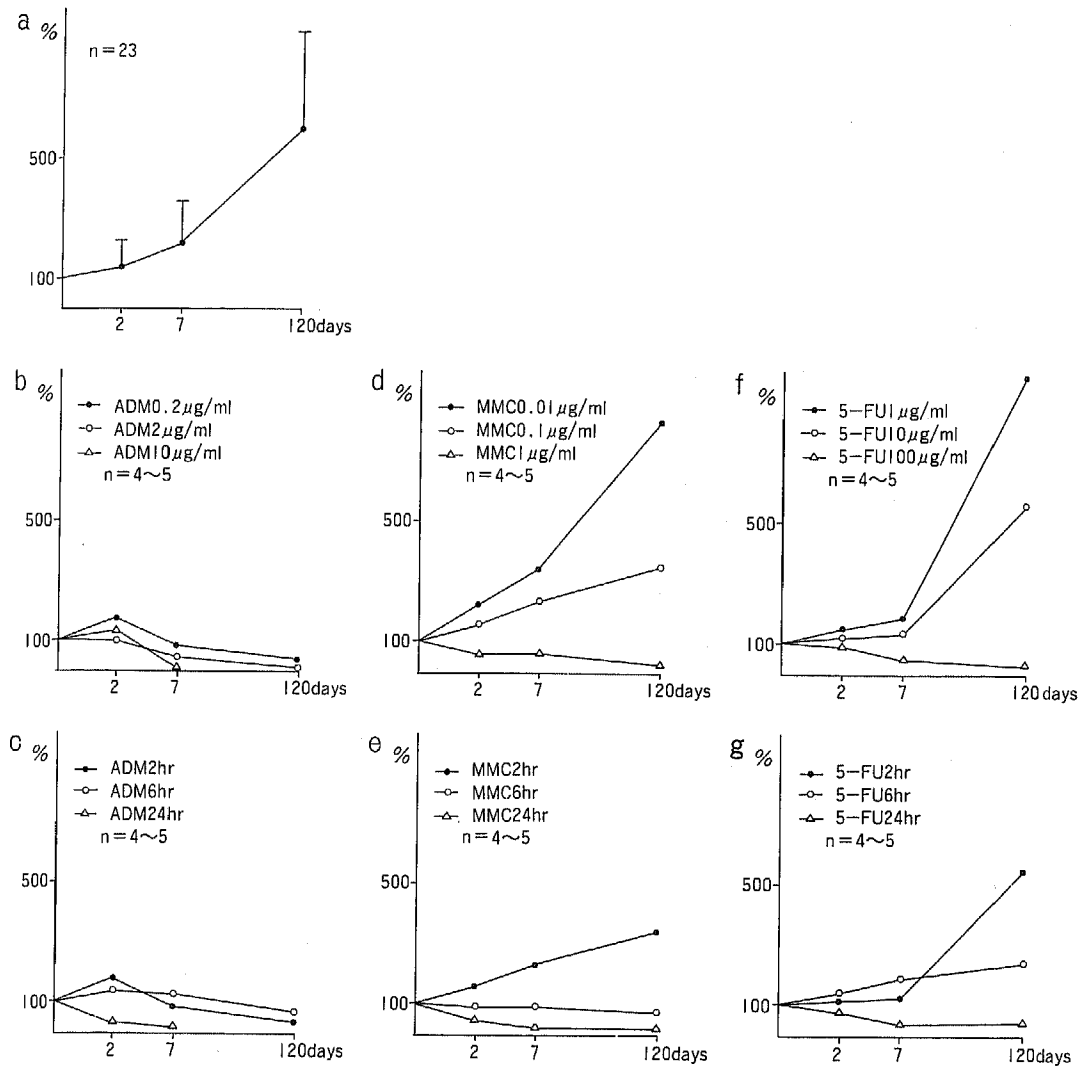 a
%
n=23
500
100
2 7 120days
b
%
ADM0.2μg/ml
ADM2μg/ml
ADM10μg/ml
n=4~5
500
100
2 7 120days
d
%
MMC0.01μg/ml
MMC0.1μg/ml
MMC1μg/ml
n=4~5
500
100
2 7 120days
f
%
5-FU1μg/ml
5-FU10μg/ml
5-FU100μg/ml
n=4~5
500
100
2 7 120days
c
%
ADM2hr
ADM6hr
ADM24hr
n=4~5
500
100
2 7 120days
e
%
MMC2hr
MMC6hr
MMC24hr
n=4~5
500
100
2 7 120days
g
%
5-FU2hr
5-FU6hr
5-FU24hr
n=4~5
500
100
2 7 120days